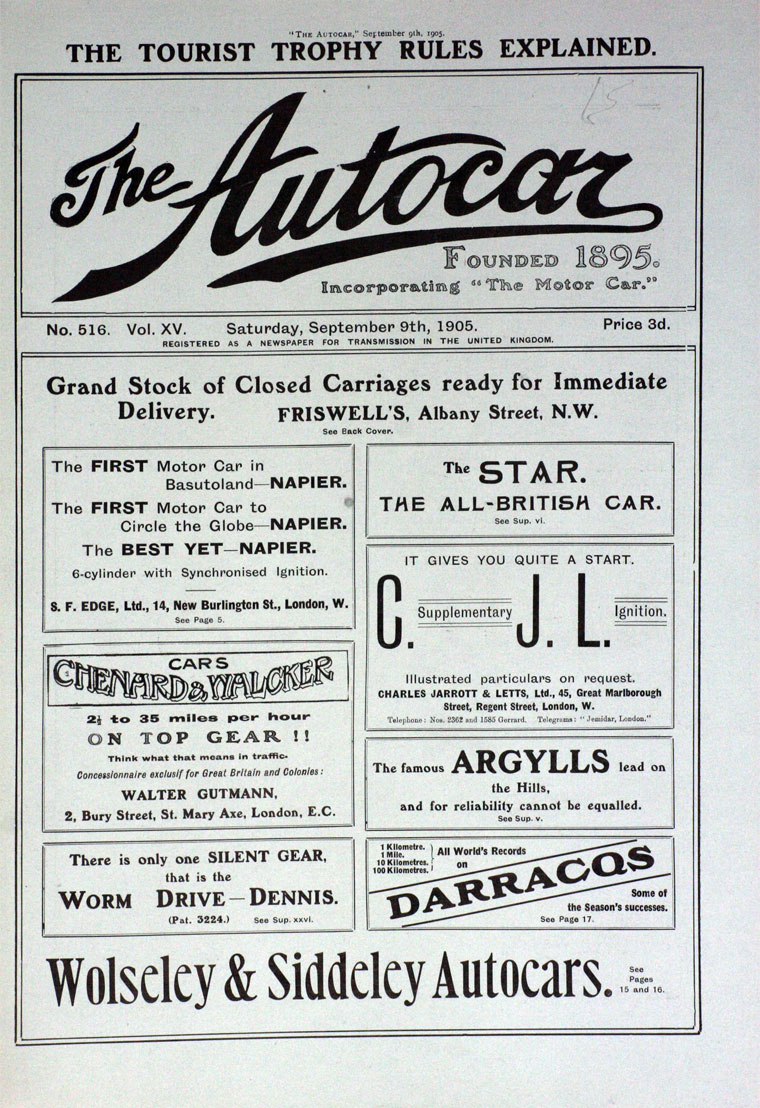 "The Autocar," September 9th, 1905.
THE TOURIST TROPHY RULES EXPLAINED.
The Autocar
Founded 1895.
Incorporating "The Motor Car."
No. 516. Vol. XV. Saturday, September 9th, 1905. Price 3d.
REGISTERED AS A NEWSPAPER FOR TRANSMISSION IN THE UNITED KINGDOM.
Grand Stock of Closed Carriages ready for Immediate
Delivery. FRISWELL'S, Albany Street, N.W.
See Back Cover.
The FIRST Motor Car in
Basutoland—NAPIER.
The FIRST Motor Car to
Circle the Globe—NAPIER.
The BEST YET—NAPIER.
6-cylinder with Synchronised Ignition.
S. F. EDGE, Ltd., 14, New Burlington St., London, W.
See Page 5.
CARS
CHENARD & WALCKER
2½ to 35 miles per hour
ON TOP GEAR !!
Think what that means in traffic.
Concessionnaire exclusif for Great Britain and Colonies:
WALTER GUTMANN,
2, Bury Street, St. Mary Axe, London, E.C.
There is only one SILENT GEAR,
that is the
WORM DRIVE—DENNIS.
(Pat. 3224.) See Sup. xxvi.
The STAR.
THE ALL-BRITISH CAR.
See Sup. vi.
IT GIVES YOU QUITE A START.
C. Supplementary J. L. Ignition.
Illustrated particulars on request.
CHARLES JARROTT & LETTS, Ltd., 45, Great Marlborough
Street, Regent Street, London, W.
Telephone: Nos. 2362 and 1585 Gerrard. Telegrams: "Jemidar, London."
The famous ARGYLLS lead on
the Hills,
and for reliability cannot be equalled.
See Sup. v.
1 Kilometre.
1 Mile.
10 Kilometres.
100 Kilometres.
All World's Records
on
DARRACQS
Some of
the Season's successes.
See Page 17.
Wolseley & Siddeley Autocars.
See
Pages
15 and 16.